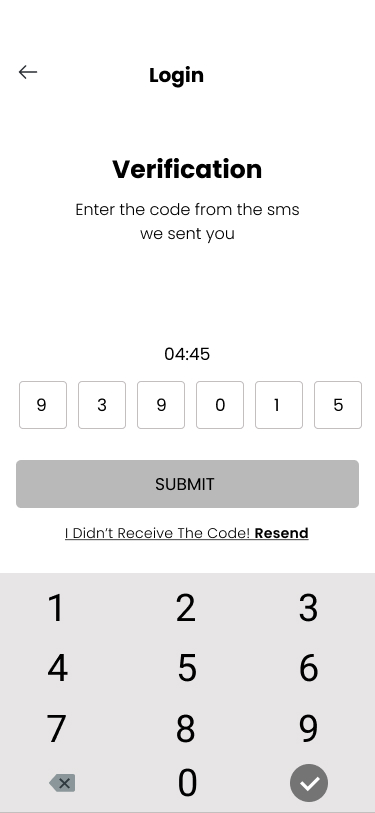 Login
Verification
Enter the code from the sms
we sent you
04:45
9 3 9 0 1 5
SUBMIT
I Didn’t Receive The Code! Resend
1 2 3
4 5 6
7 8 9
0